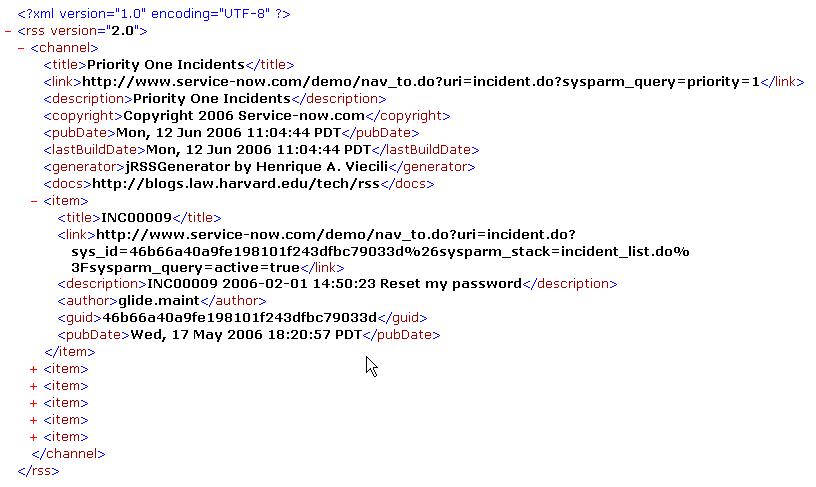 <?xml version="1.0" encoding="UTF-8" ?>
- <rss version="2.0">
- <channel>
<title>Priority One Incidents</title>
<link>http://www.service-now.com/demo/nav_to.do?uri=incident.do?sysparm_query=priority=1</link>
<description>Priority One Incidents</description>
<copyright>Copyright 2006 Service-now.com</copyright>
<pubDate>Mon, 12 Jun 2006 11:04:44 PDT</pubDate>
<lastBuildDate>Mon, 12 Jun 2006 11:04:44 PDT</lastBuildDate>
<generator>jRSSGenerator by Henrique A. Viecili</generator>
<docs>http://blogs.law.harvard.edu/tech/rss</docs>
- <item>
<title>INC00009</title>
<link>http://www.service-now.com/demo/nav_to.do?uri=incident.do?
sys_id=46b66a40a9fe198101f243dfbc79033d%26sysparm_stack=incident_list.do%
3Fsysparm_query=active=true</link>
<description>INC00009 2006-02-01 14:50:23 Reset my password</description>
<author>glide.maint</author>
<guid>46b66a40a9fe198101f243dfbc79033d</guid>
<pubDate>Wed, 17 May 2006 18:20:57 PDT</pubDate>
</item>
+ <item>
+ <item>
+ <item>
+ <item>
+ <item>
</channel>
</rss>